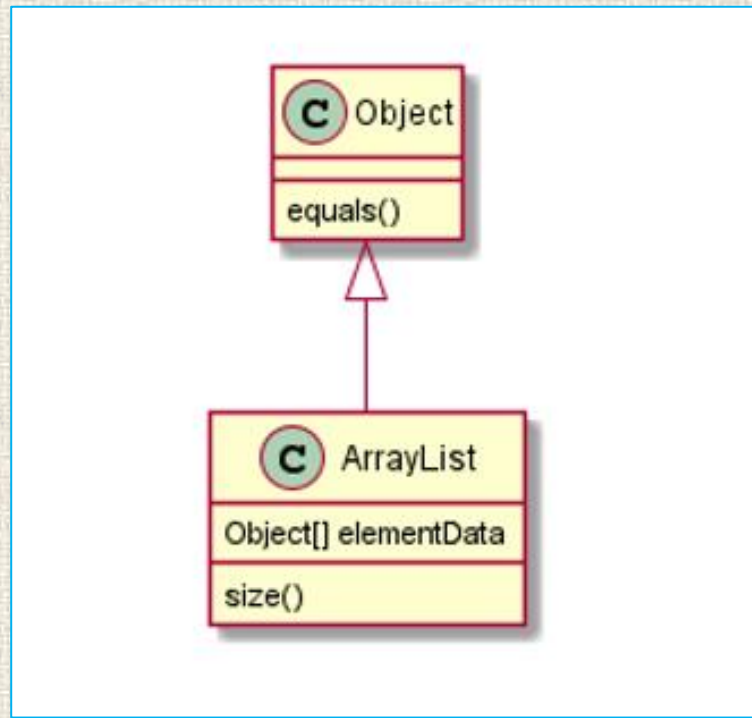 C Object
equals()
C ArrayList
Object[] elementData
size()